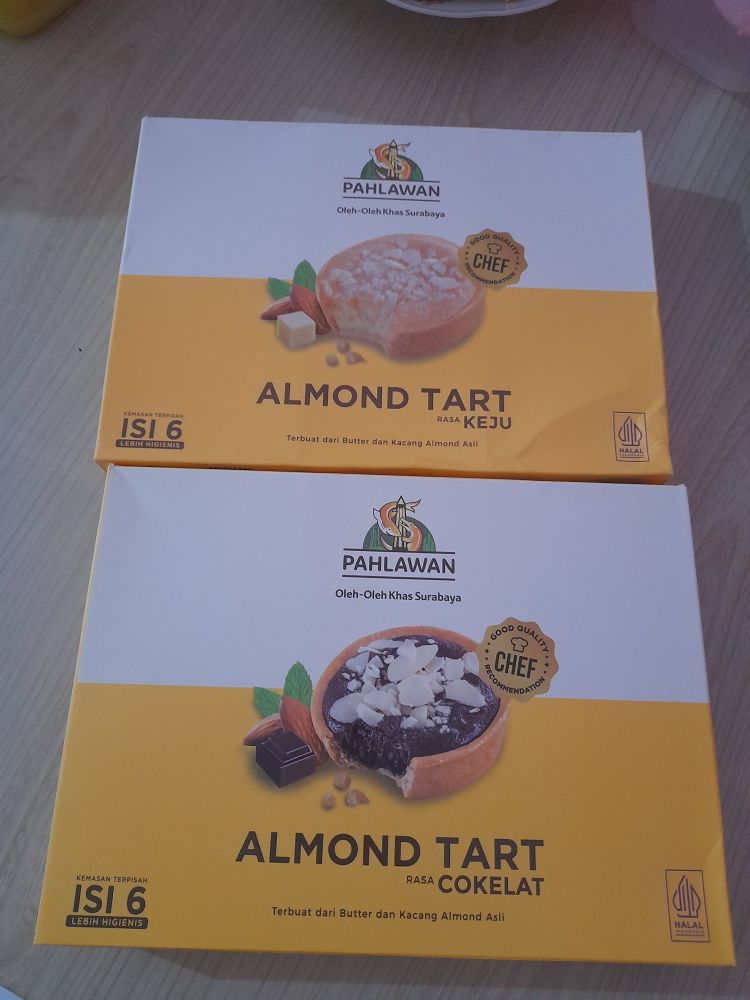 PAHLAWAN
Oleh-Oleh Khas Surabaya
GOOD QUALITY
CHEF
RECOMMENDATION
ALMOND TART
RASA KEJU
Terbuat dari Butter dan Kacang Almond Asli
KEMASAN TERPISAH
ISI 6
LEBIH HIGIENIS
HALAL
INDONESIA
PAHLAWAN
Oleh-Oleh Khas Surabaya
GOOD QUALITY
CHEF
RECOMMENDATION
ALMOND TART
RASA COKELAT
Terbuat dari Butter dan Kacang Almond Asli
KEMASAN TERPISAH
ISI 6
LEBIH HIGIENIS
HALAL
INDONESIA